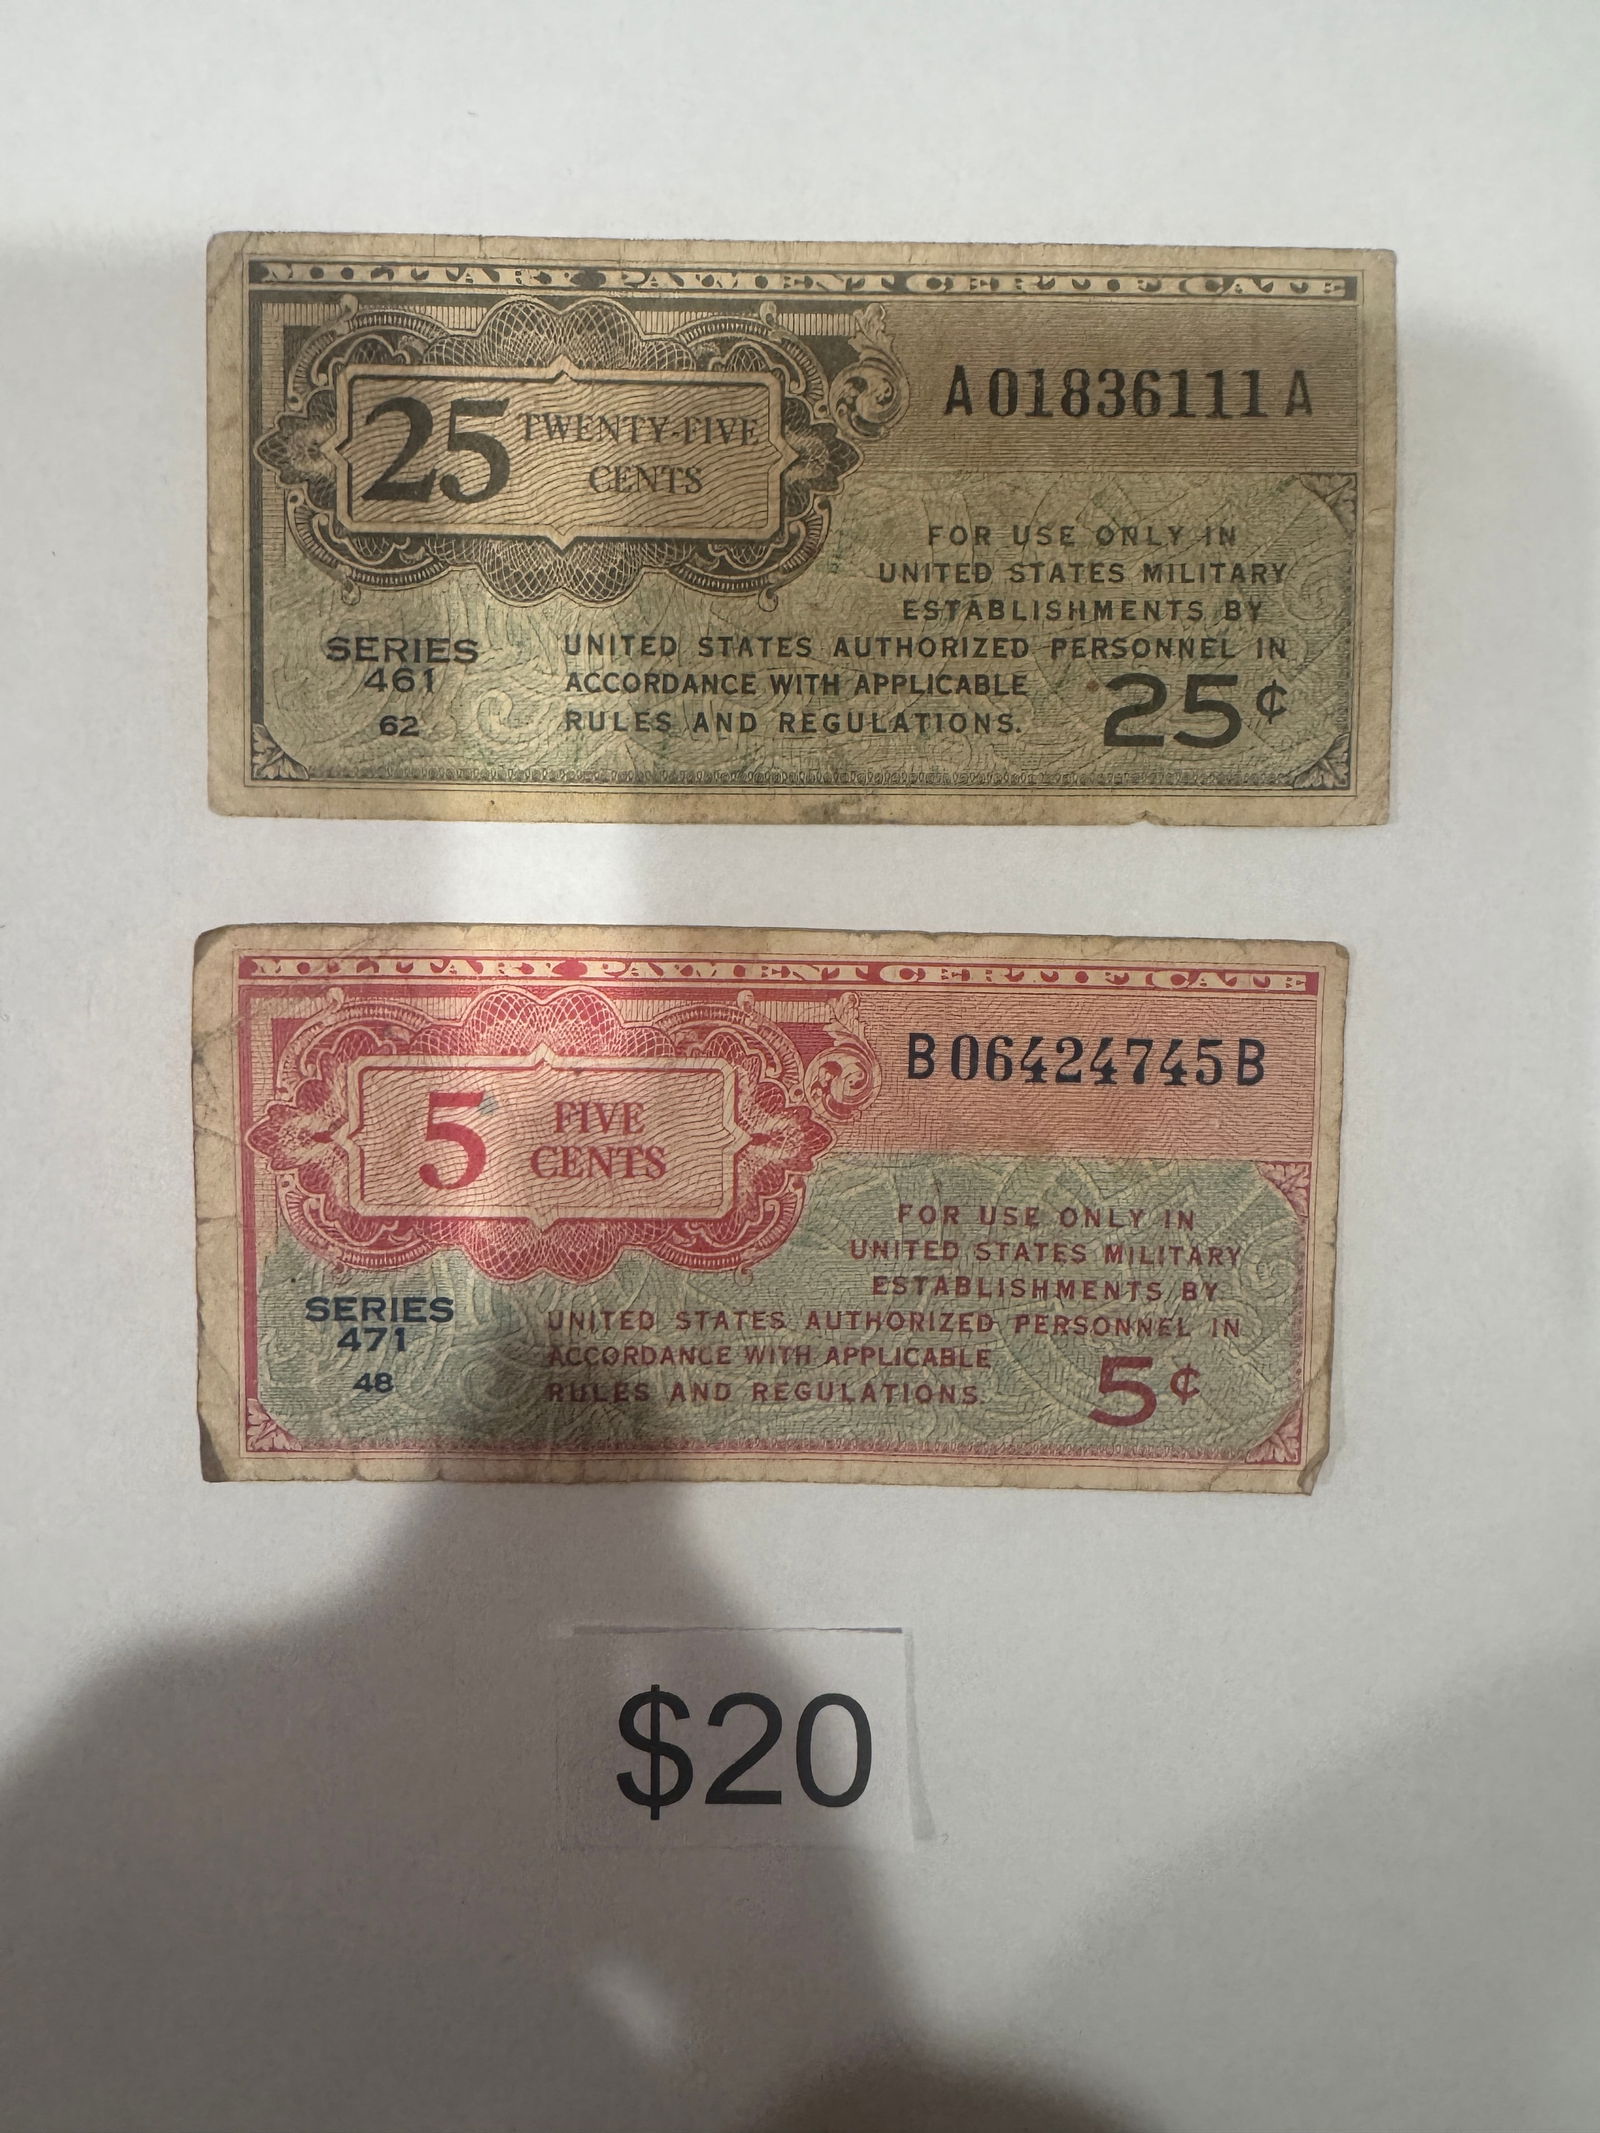 MILITARY PAYMENT CERTIFICATE
A01836111A
25 TWENTY-FIVE
CENTS
FOR USE ONLY IN
UNITED STATES MILITARY
ESTABLISHMENTS BY
UNITED STATES AUTHORIZED PERSONNEL IN
ACCORDANCE WITH APPLICABLE
RULES AND REGULATIONS.
SERIES
461
62
25¢
MILITARY PAYMENT CERTIFICATE
B06424745B
5 FIVE
CENTS
FOR USE ONLY IN
UNITED STATES MILITARY
ESTABLISHMENTS BY
UNITED STATES AUTHORIZED PERSONNEL IN
ACCORDANCE WITH APPLICABLE
RULES AND REGULATIONS.
SERIES
471
48
5¢
$20